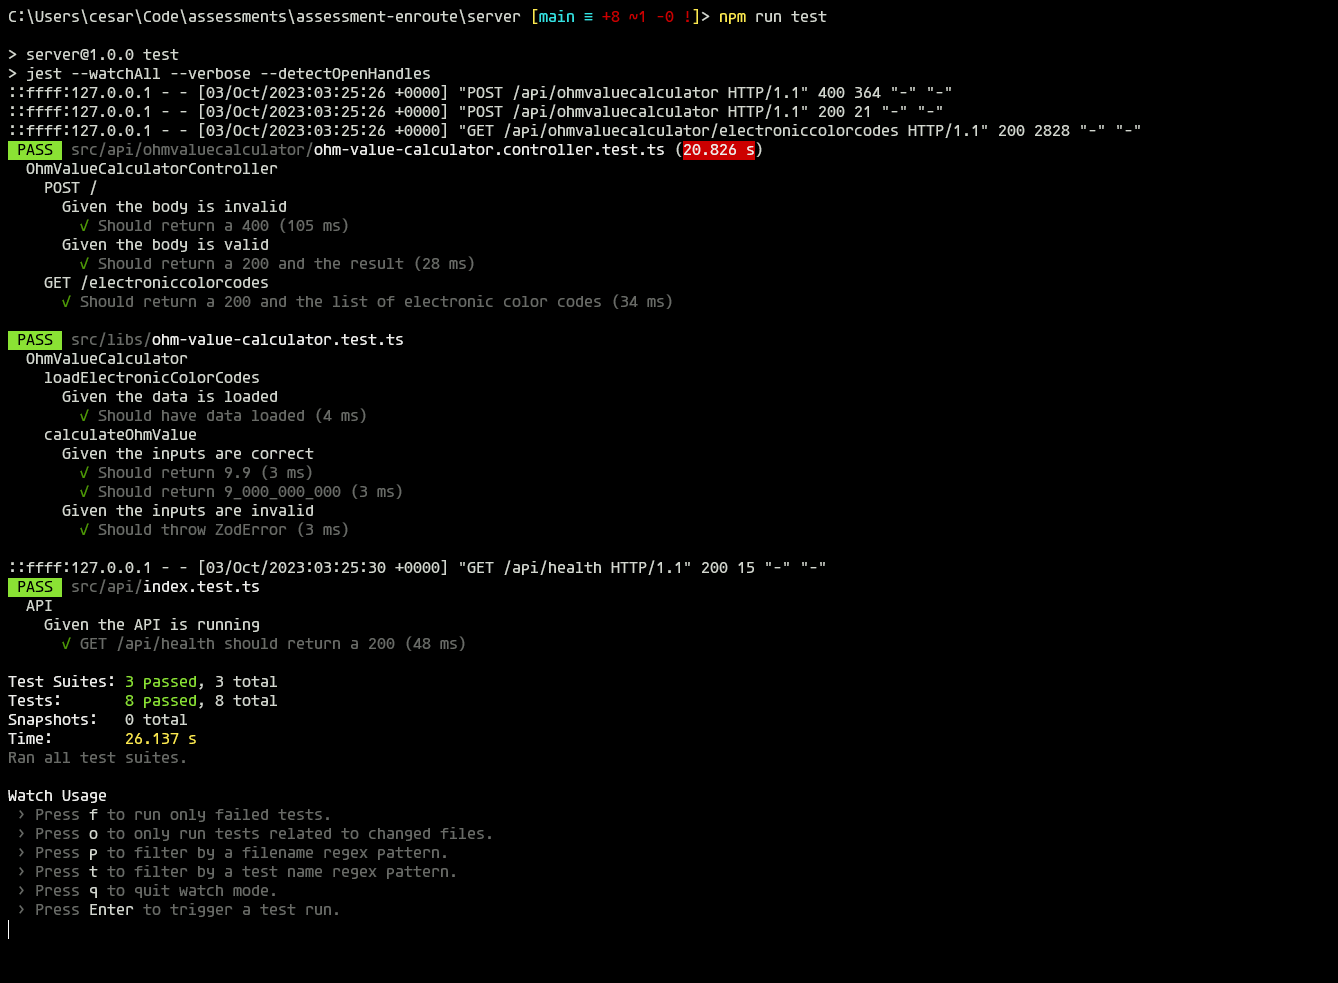 C:\Users\cesar\Code\assessments\assessment-enroute\server [main ≡ +8 ~1 -0 !]> npm run test
> server@1.0.0 test
> jest --watchAll --verbose --detectOpenHandles
::ffff:127.0.0.1 - - [03/Oct/2023:03:25:26 +0000] "POST /api/ohmvaluecalculator HTTP/1.1" 400 364 "-" "-"
::ffff:127.0.0.1 - - [03/Oct/2023:03:25:26 +0000] "POST /api/ohmvaluecalculator HTTP/1.1" 200 21 "-" "-"
::ffff:127.0.0.1 - - [03/Oct/2023:03:25:26 +0000] "GET /api/ohmvaluecalculator/electroniccolorcodes HTTP/1.1" 200 2828 "-" "-"
PASS src/api/ohmvaluecalculator/ohm-value-calculator.controller.test.ts (20.826 s)
OhmValueCalculatorController
POST /
Given the body is invalid
√ Should return a 400 (105 ms)
Given the body is valid
√ Should return a 200 and the result (28 ms)
GET /electroniccolorcodes
√ Should return a 200 and the list of electronic color codes (34 ms)
PASS src/libs/ohm-value-calculator.test.ts
OhmValueCalculator
loadElectronicColorCodes
Given the data is loaded
√ Should have data loaded (4 ms)
calculateOhmValue
Given the inputs are correct
√ Should return 9.9 (3 ms)
√ Should return 9_000_000_000 (3 ms)
Given the inputs are invalid
√ Should throw ZodError (3 ms)
::ffff:127.0.0.1 - - [03/Oct/2023:03:25:30 +0000] "GET /api/health HTTP/1.1" 200 15 "-" "-"
PASS src/api/index.test.ts
API
Given the API is running
√ GET /api/health should return a 200 (48 ms)
Test Suites: 3 passed, 3 total
Tests: 8 passed, 8 total
Snapshots: 0 total
Time: 26.137 s
Ran all test suites.
Watch Usage
› Press f to run only failed tests.
› Press o to only run tests related to changed files.
› Press p to filter by a filename regex pattern.
› Press t to filter by a test name regex pattern.
› Press q to quit watch mode.
› Press Enter to trigger a test run.